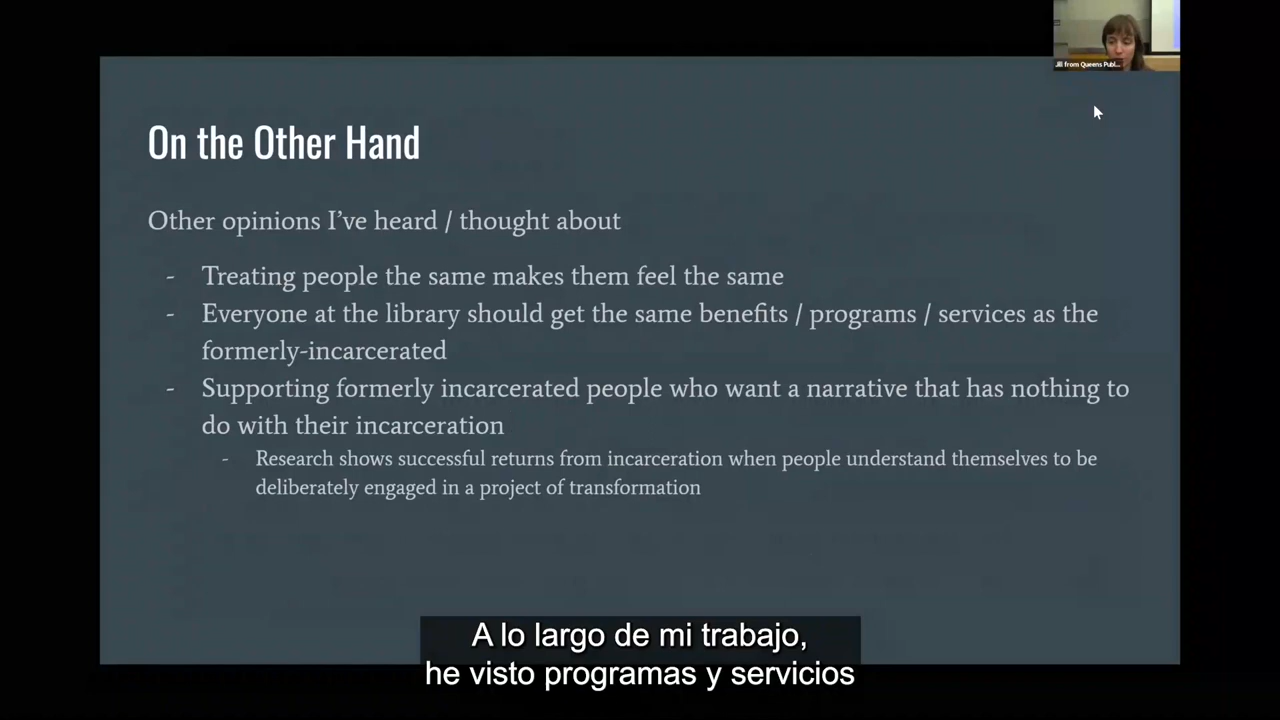 Jill from Queens Publ...
On the Other Hand
Other opinions I've heard / thought about
- Treating people the same makes them feel the same
- Everyone at the library should get the same benefits / programs / services as the
formerly-incarcerated
- Supporting formerly incarcerated people who want a narrative that has nothing to
do with their incarceration
- Research shows successful returns from incarceration when people understand themselves to be
deliberately engaged in a project of transformation
A lo largo de mi trabajo,
he visto programas y servicios